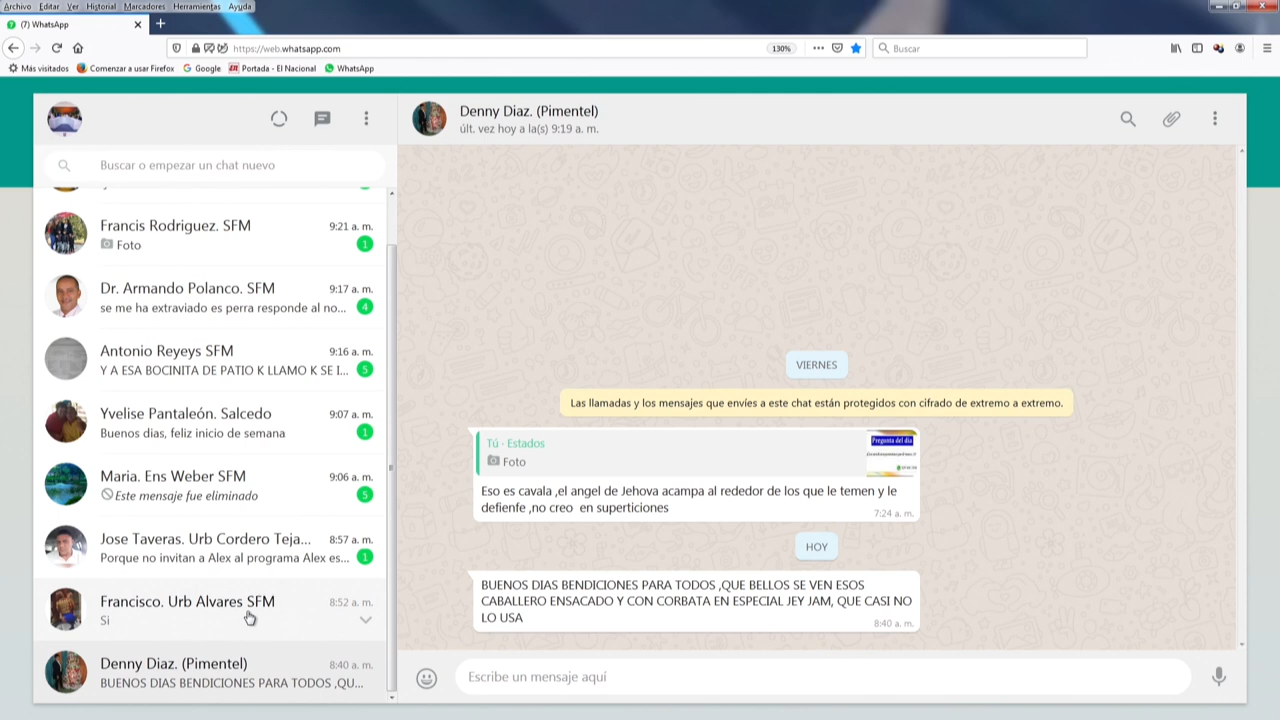 Archivo Editar Ver Historial Marcadores Herramientas Ayuda
(7) WhatsApp
https://web.whatsapp.com
130%
Buscar
Más visitados
Comenzar a usar Firefox
Google
Portada - El Nacional
WhatsApp
Buscar o empezar un chat nuevo
Francis Rodriguez. SFM
9:21 a. m.
Foto
1
Dr. Armando Polanco. SFM
9:17 a. m.
se me ha extraviado es perra responde al no...
4
Antonio Reyeys SFM
9:16 a. m.
Y A ESA BOCINITA DE PATIO K LLAMO K SE I...
5
Yvelise Pantaleón. Salcedo
9:07 a. m.
Buenos dias, feliz inicio de semana
1
Maria. Ens Weber SFM
9:06 a. m.
Este mensaje fue eliminado
5
Jose Taveras. Urb Cordero Teja...
8:57 a. m.
Porque no invitan a Alex al programa Alex es...
1
Francisco. Urb Alvares SFM
8:52 a. m.
Si
Denny Diaz. (Pimentel)
8:40 a. m.
BUENOS DIAS BENDICIONES PARA TODOS ,QU...
Denny Diaz. (Pimentel)
últ. vez hoy a la(s) 9:19 a. m.
VIERNES
Las llamadas y los mensajes que envíes a este chat están protegidos con cifrado de extremo a extremo.
Tú · Estados
Foto
Pregunta del día
Eso es cavala ,el angel de Jehova acampa al rededor de los que le temen y le
defienfe ,no creo en superticiones
7:24 a. m.
HOY
BUENOS DIAS BENDICIONES PARA TODOS ,QUE BELLOS SE VEN ESOS
CABALLERO ENSACADO Y CON CORBATA EN ESPECIAL JEY JAM, QUE CASI NO
LO USA
8:40 a. m.
Escribe un mensaje aquí